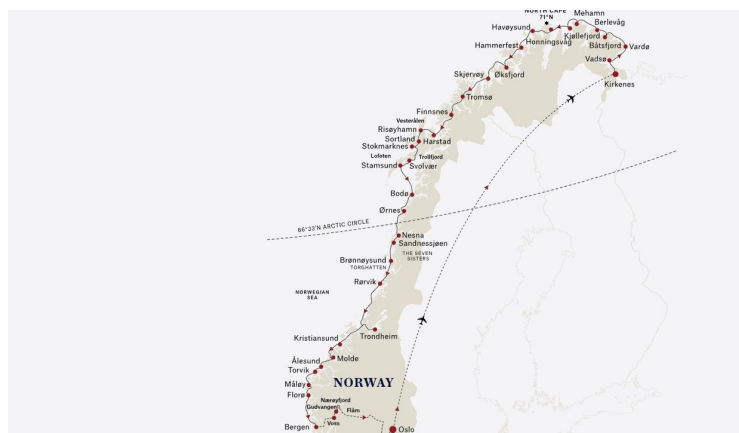 NORTH CAPE
71°N
Mehamn
Berlevåg
Havøysund
Kjøllefjord
Honningsvåg
Båtsfjord
Vardø
Hammerfest
Vadsø
Øksfjord
Skjervøy
Kirkenes
Tromsø
Finnsnes
Vesterålen
Risøyhamn
Sortland
Harstad
Stokmarknes
Lofoten
Trollfjord
Stamsund
Svolvær
Bodø
Ørnes
66°33'N ARCTIC CIRCLE
Nesna
Sandnessjøen
THE SEVEN
SISTERS
Brønnøysund
TORGHATTEN
Rørvik
NORWEGIAN
SEA
Trondheim
Kristiansund
Molde
Ålesund
Torvik
NORWAY
Måløy
Florø
Nærøyfjord
Gudvangen
Flåm
Voss
Bergen
Oslo